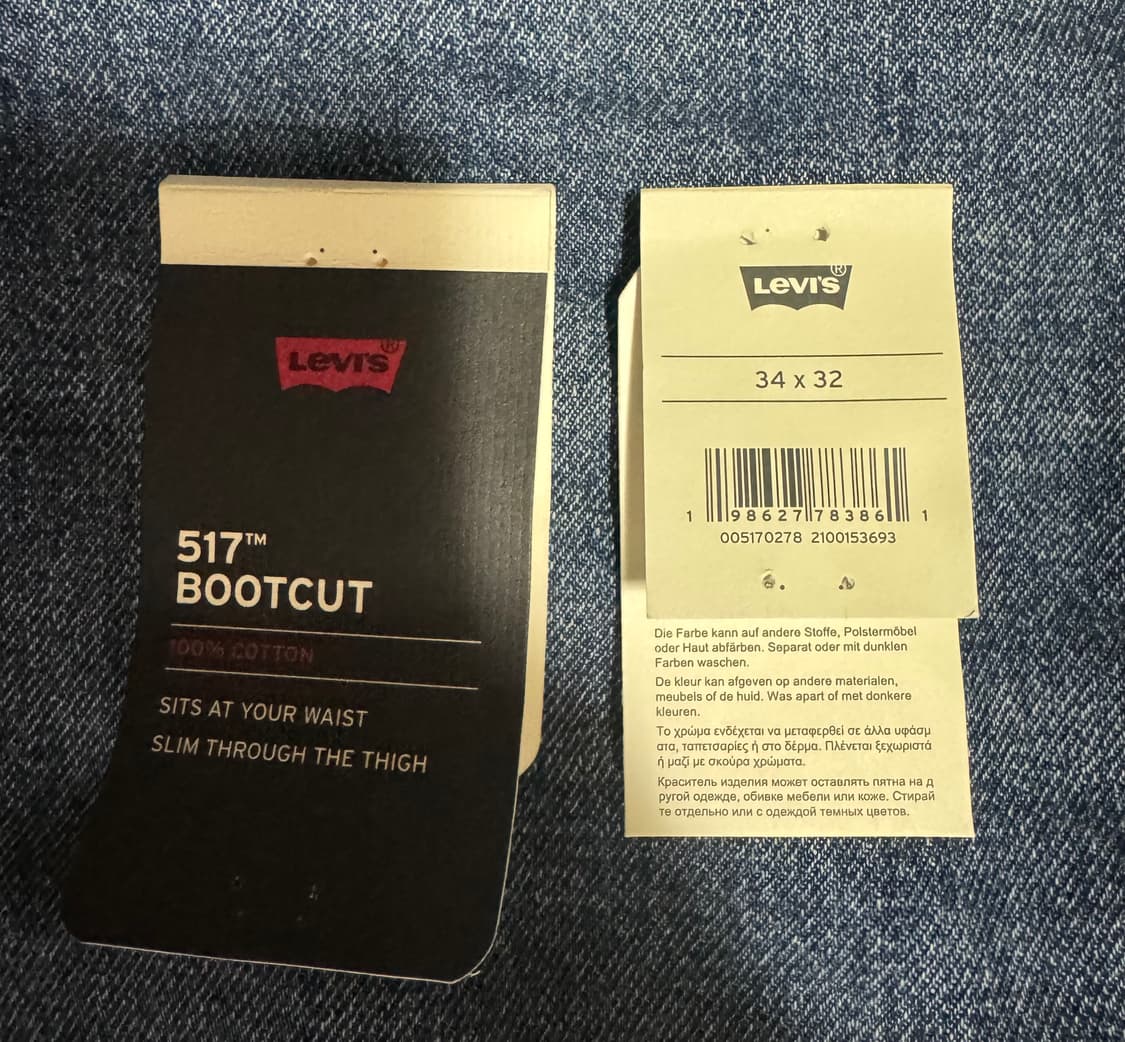 LEVI'S®
517™
BOOTCUT
100% COTTON
SITS AT YOUR WAIST
SLIM THROUGH THE THIGH
LEVI'S®
34 x 32
1 98627 78386 1
005170278 2100153693
Die Farbe kann auf andere Stoffe, Polstermöbel
oder Haut abfärben. Separat oder mit dunklen
Farben waschen.
De kleur kan afgeven op andere materialen,
meubels of de huid. Was apart of met donkere
kleuren.
Το χρώμα ενδέχεται να μεταφερθεί σε άλλα υφάσμ
ατα, ταπετσαρίες ή στο δέρμα. Πλένεται ξεχωριστά
ή μαζί με σκούρα χρώματα.
Краситель изделия может оставлять пятна на д
ругой одежде, обивке мебели или коже. Стирай
те отдельно или с одеждой темных цветов.